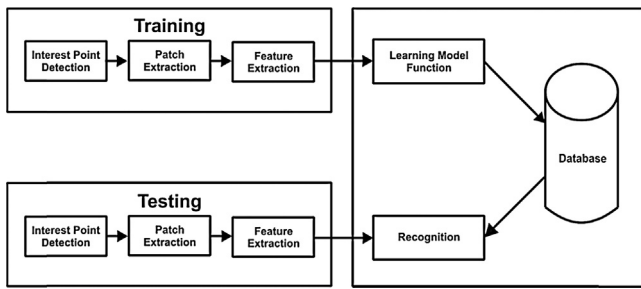 Training
Interest Point
Detection
Patch
Extraction
Feature
Extraction
Learning Model
Function
Database
Testing
Interest Point
Detection
Patch
Extraction
Feature
Extraction
Recognition